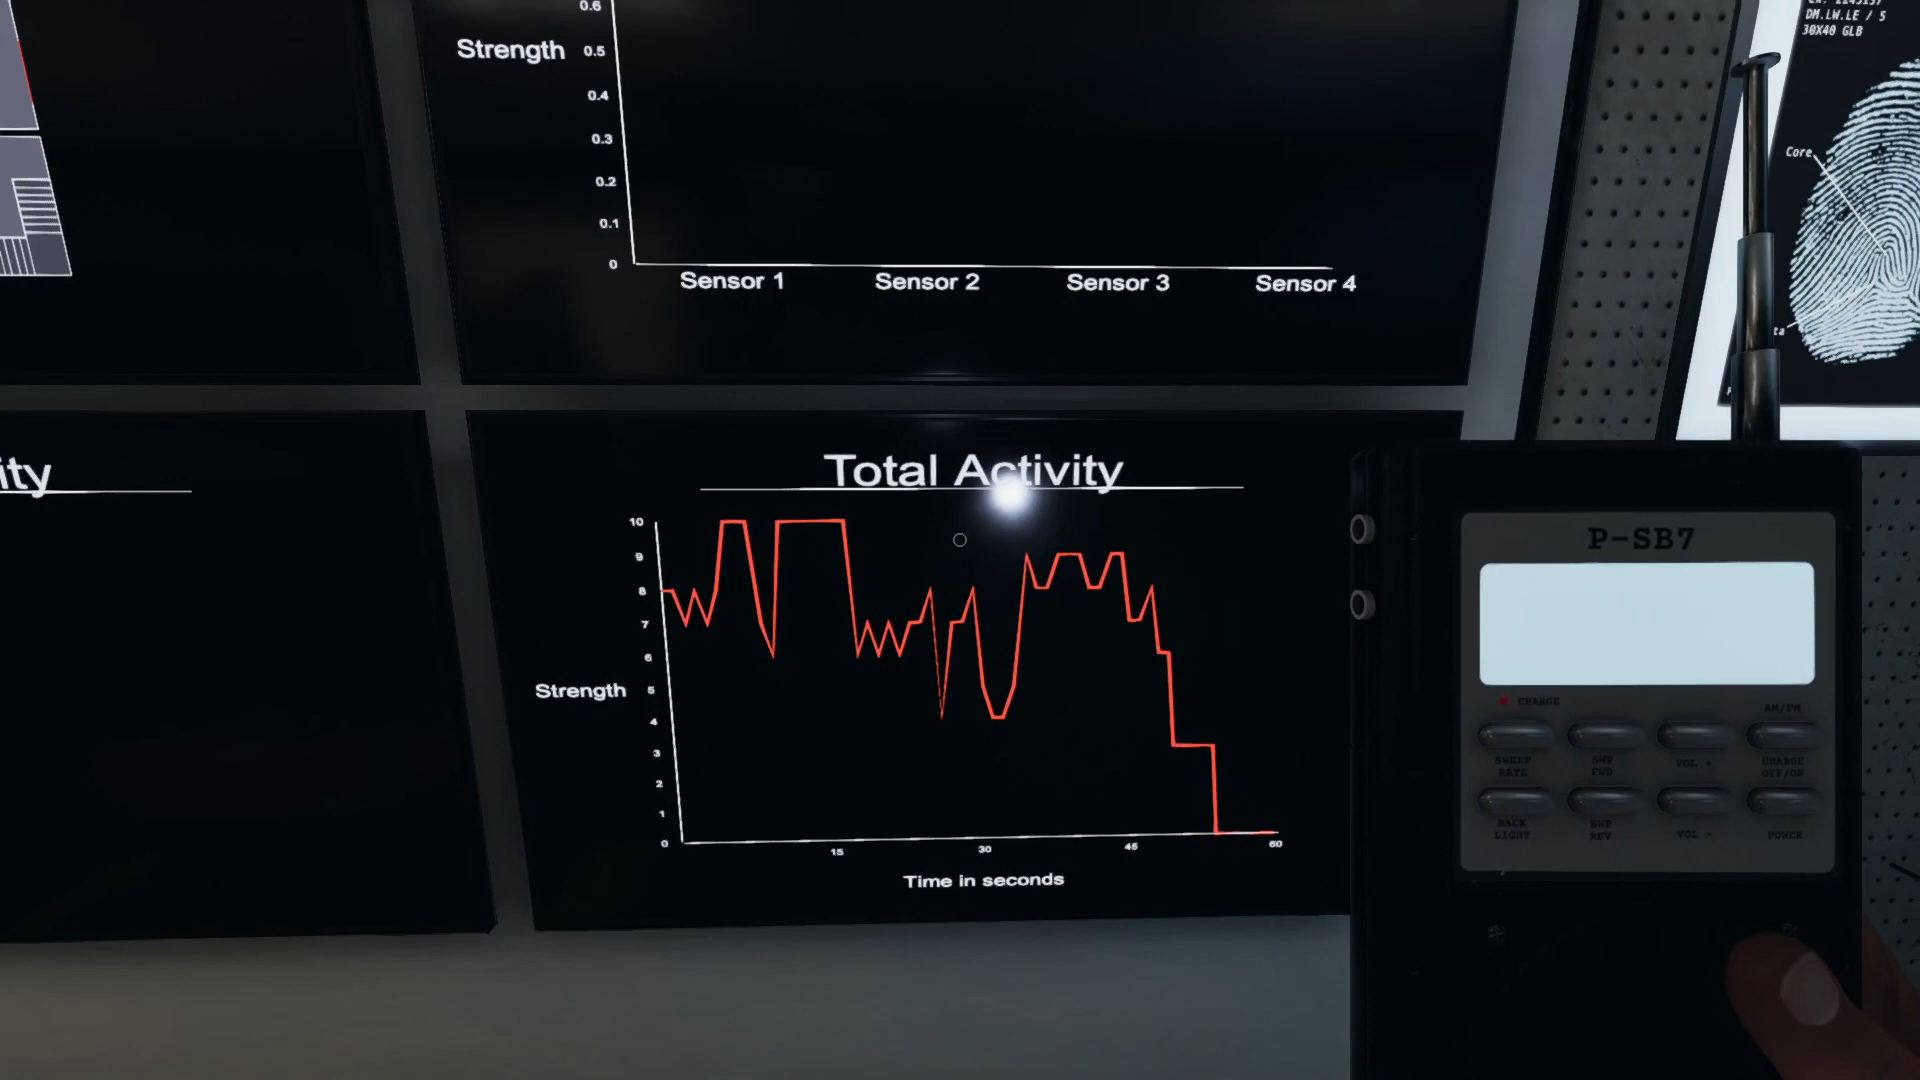 0.6
Strength 0.5
0.4
0.3
0.2
0.1
0
Sensor 1 Sensor 2 Sensor 3 Sensor 4
DM.LW.LE / 5
30X40 GLB
Core
ity
Total Activity
10
9
8
7
6
Strength 5
4
3
2
1
0
15 30 45 60
Time in seconds
P-SB7
CHARGE
AM/FM
SWEEP RATE
SWP FWD
VOL +
CHARGE OFF/ON
BACK LIGHT
SWP REV
VOL -
POWER